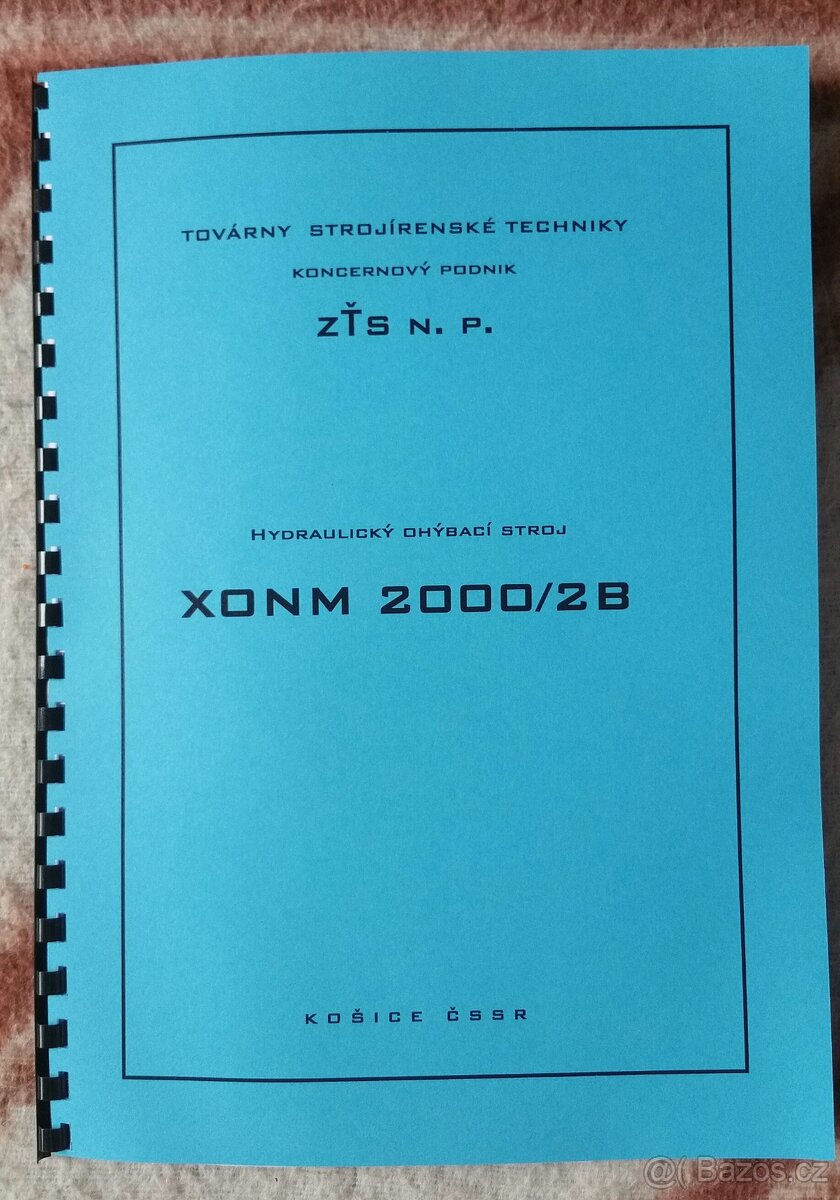 TOVÁRNY STROJÍRENSKÉ TECHNIKY
KONCERNOVÝ PODNIK
ZŤS N. P.
HYDRAULICKÝ OHÝBACÍ STROJ
XONM 2000/2B
KOŠICE ČSSR
@( Bazos.cz